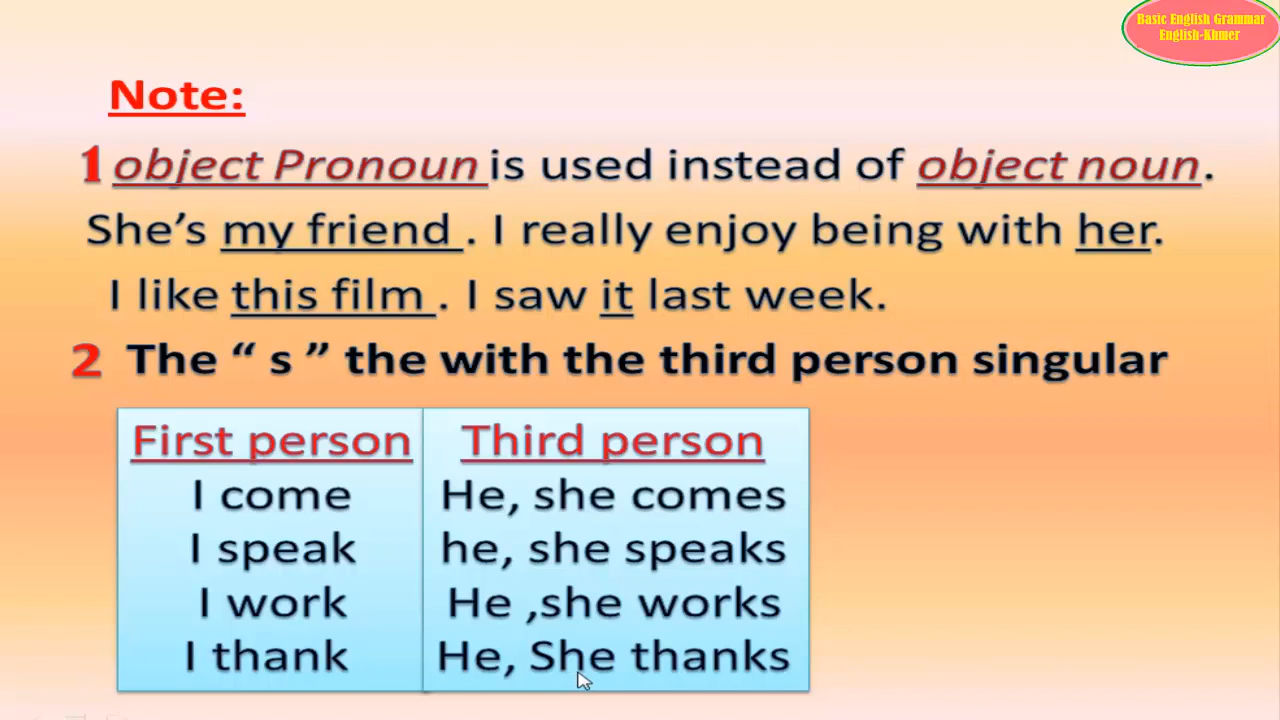 Basic English Grammar
English-Khmer
Note:
1 object Pronoun is used instead of object noun.
She’s my friend . I really enjoy being with her.
I like this film . I saw it last week.
2 The “ s ” the with the third person singular
First person Third person
I come He, she comes
I speak he, she speaks
I work He ,she works
I thank He, She thanks